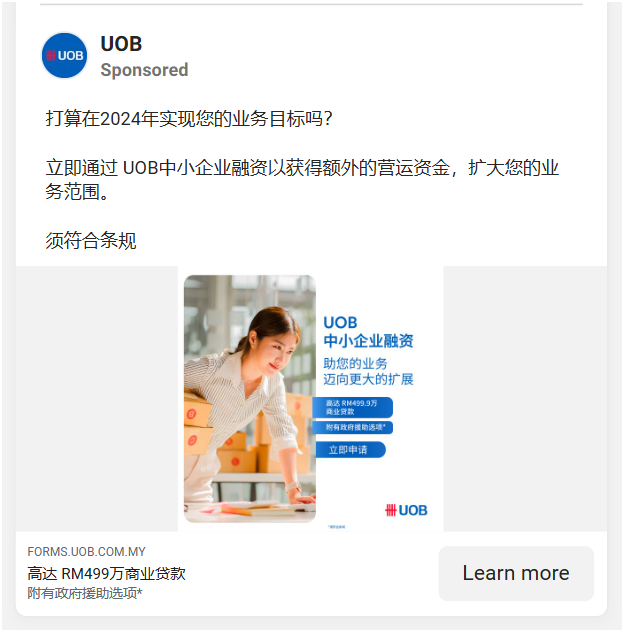 UOB
UOB
Sponsored
打算在2024年实现您的业务目标吗?
立即通过 UOB中小企业融资以获得额外的营运资金，扩大您的业
务范围。
须符合条规
UOB
中小企业融资
助您的业务
迈向更大的扩展
高达 RM499.9万
商业贷款
附有政府援助选项*
立即申请
UOB
FORMS.UOB.COM.MY
高达 RM499万商业贷款
附有政府援助选项*
Learn more